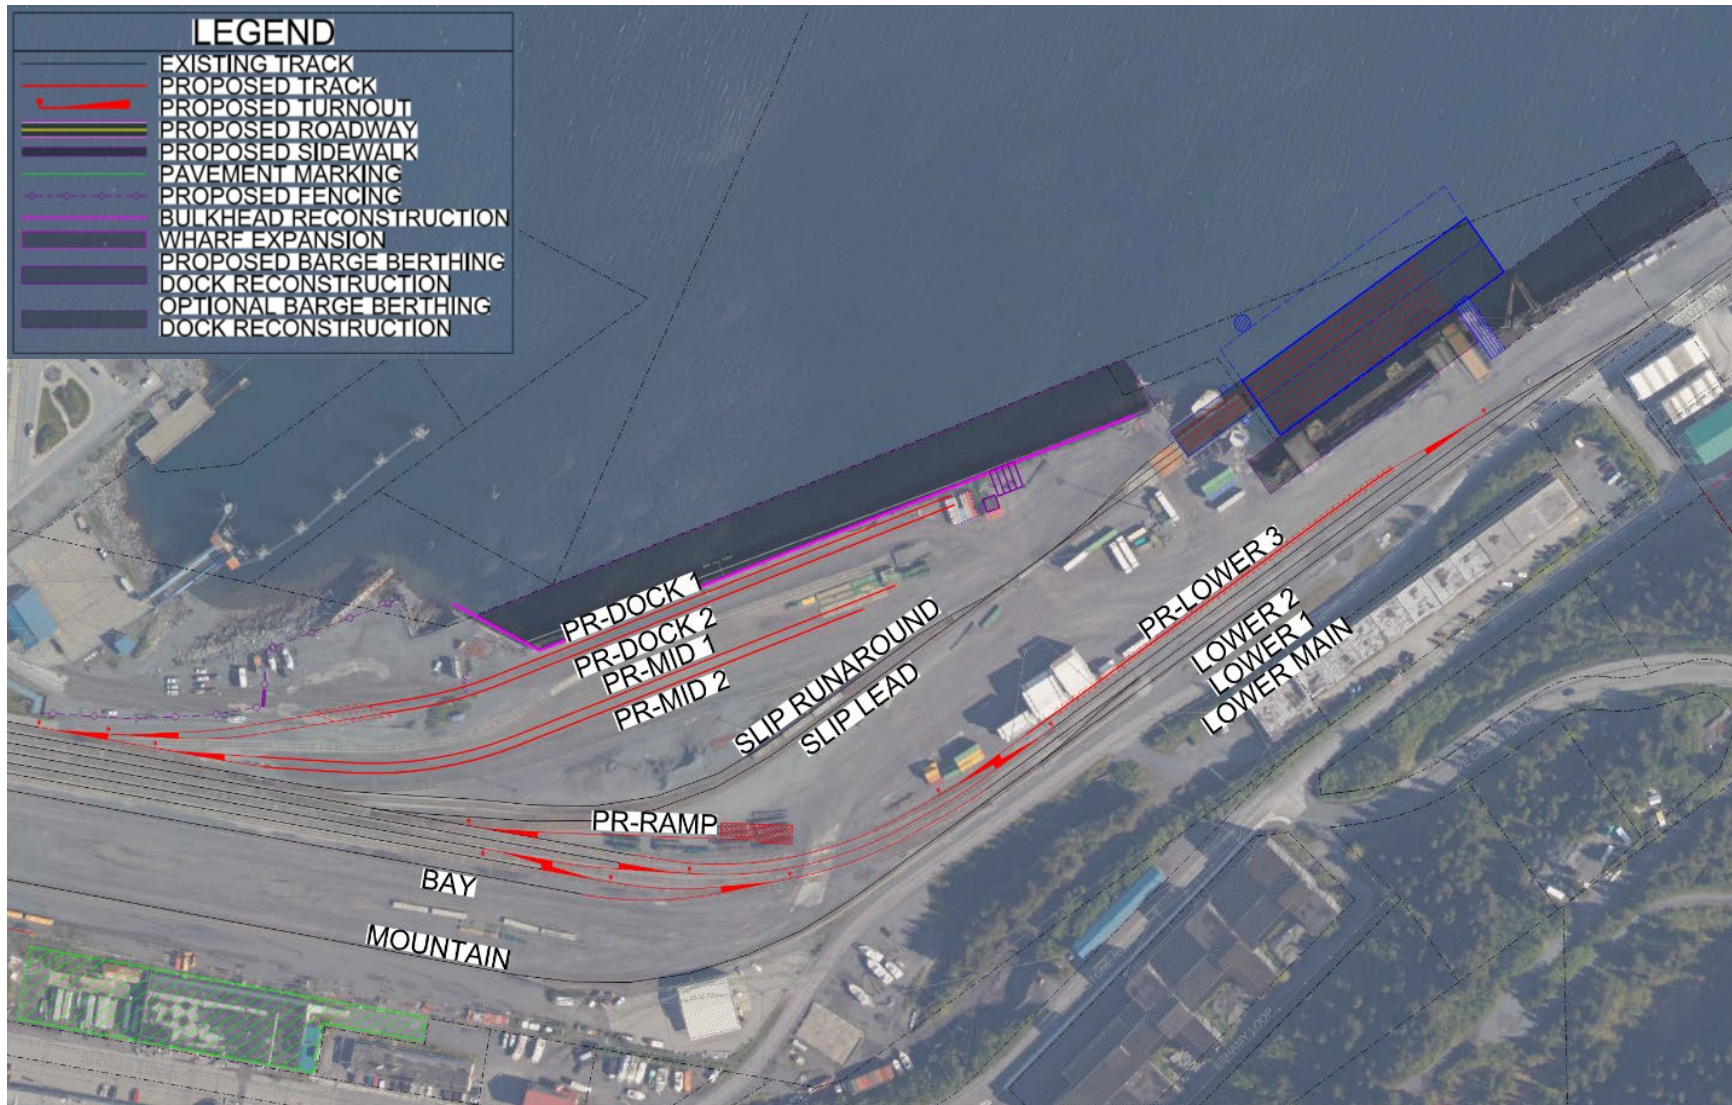 LEGEND
EXISTING TRACK
PROPOSED TRACK
PROPOSED TURNOUT
PROPOSED ROADWAY
PROPOSED SIDEWALK
PAVEMENT MARKING
PROPOSED FENCING
BULKHEAD RECONSTRUCTION
WHARF EXPANSION
PROPOSED BARGE BERTHING
DOCK RECONSTRUCTION
OPTIONAL BARGE BERTHING
DOCK RECONSTRUCTION
PR-DOCK 1
PR-DOCK 2
PR-MID 1
PR-MID 2
SLIP RUNAROUND
SLIP LEAD
PR-LOWER 3
LOWER 2
LOWER 1
LOWER MAIN
PR-RAMP
BAY
MOUNTAIN